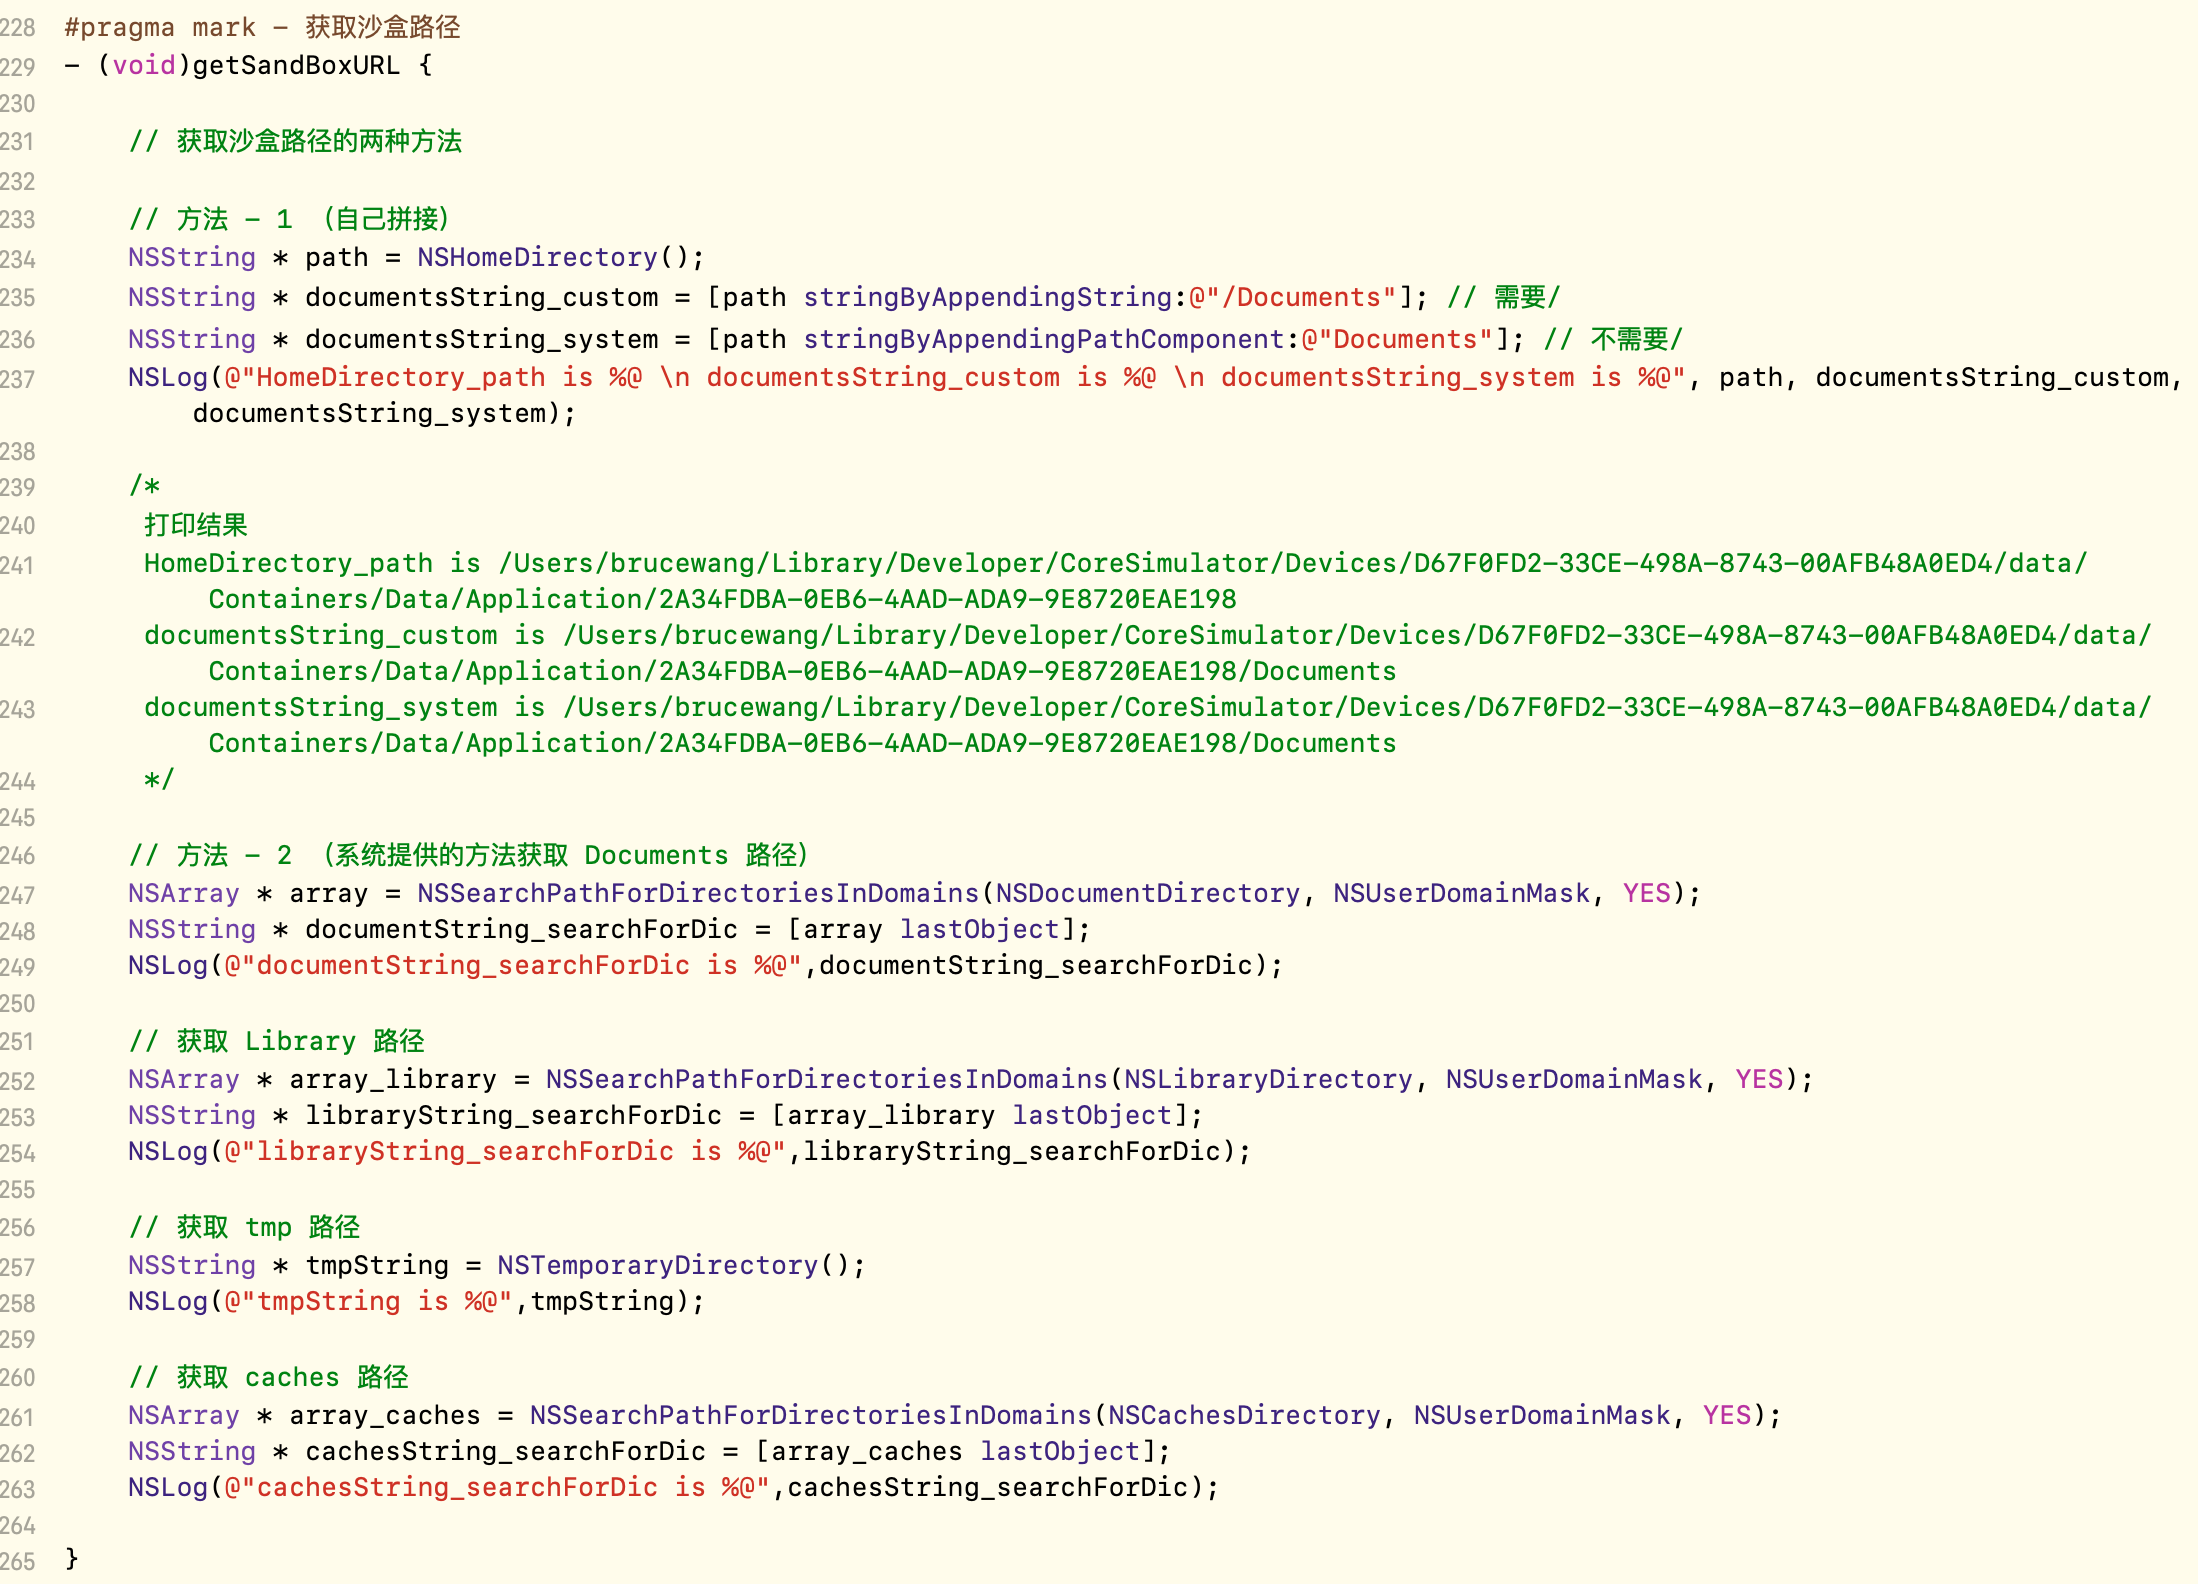 228 #pragma mark - 获取沙盒路径
229 - (void)getSandBoxURL {
230
231 // 获取沙盒路径的两种方法
232
233 // 方法 - 1 （自己拼接）
234 NSString * path = NSHomeDirectory();
235 NSString * documentsString_custom = [path stringByAppendingString:@"/Documents"]; // 需要/
236 NSString * documentsString_system = [path stringByAppendingPathComponent:@"Documents"]; // 不需要/
237 NSLog(@"HomeDirectory_path is %@ \n documentsString_custom is %@ \n documentsString_system is %@", path, documentsString_custom,
documentsString_system);
238
239 /*
240 打印结果
241 HomeDirectory_path is /Users/brucewang/Library/Developer/CoreSimulator/Devices/D67F0FD2-33CE-498A-8743-00AFB48A0ED4/data/
Containers/Data/Application/2A34FDBA-0EB6-4AAD-ADA9-9E8720EAE198
242 documentsString_custom is /Users/brucewang/Library/Developer/CoreSimulator/Devices/D67F0FD2-33CE-498A-8743-00AFB48A0ED4/data/
Containers/Data/Application/2A34FDBA-0EB6-4AAD-ADA9-9E8720EAE198/Documents
243 documentsString_system is /Users/brucewang/Library/Developer/CoreSimulator/Devices/D67F0FD2-33CE-498A-8743-00AFB48A0ED4/data/
Containers/Data/Application/2A34FDBA-0EB6-4AAD-ADA9-9E8720EAE198/Documents
244 */
245
246 // 方法 - 2 （系统提供的方法获取 Documents 路径）
247 NSArray * array = NSSearchPathForDirectoriesInDomains(NSDocumentDirectory, NSUserDomainMask, YES);
248 NSString * documentString_searchForDic = [array lastObject];
249 NSLog(@"documentString_searchForDic is %@",documentString_searchForDic);
250
251 // 获取 Library 路径
252 NSArray * array_library = NSSearchPathForDirectoriesInDomains(NSLibraryDirectory, NSUserDomainMask, YES);
253 NSString * libraryString_searchForDic = [array_library lastObject];
254 NSLog(@"libraryString_searchForDic is %@",libraryString_searchForDic);
255
256 // 获取 tmp 路径
257 NSString * tmpString = NSTemporaryDirectory();
258 NSLog(@"tmpString is %@",tmpString);
259
260 // 获取 caches 路径
261 NSArray * array_caches = NSSearchPathForDirectoriesInDomains(NSCachesDirectory, NSUserDomainMask, YES);
262 NSString * cachesString_searchForDic = [array_caches lastObject];
263 NSLog(@"cachesString_searchForDic is %@",cachesString_searchForDic);
264
265 }